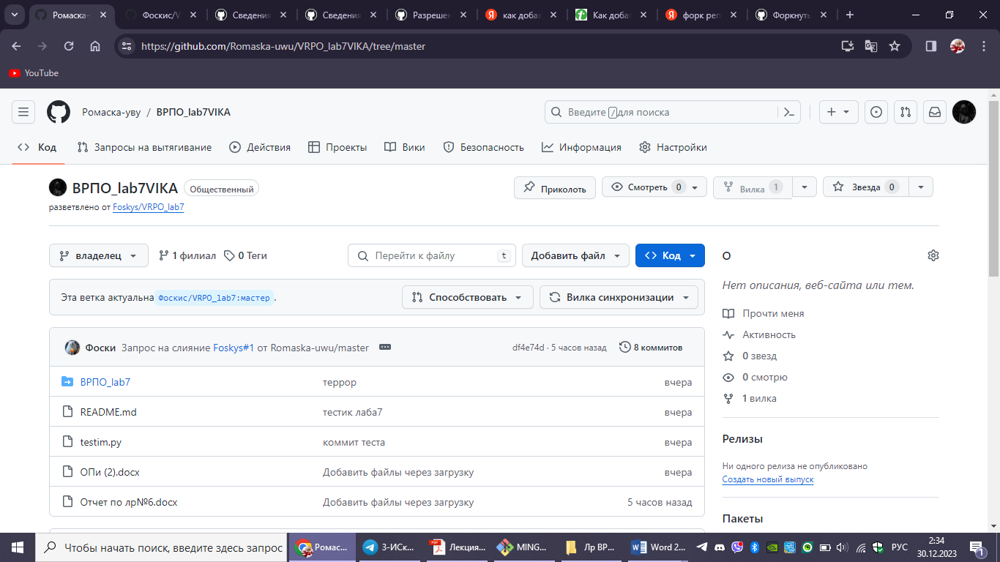 Ромаска-
Фоскис/V
Сведения
Сведения
Разрешен
как добав
Как доба
форк реп
Форкнуть
https://github.com/Romaska-uwu/VRPO_lab7VIKA/tree/master
YouTube
Ромаска-уву / ВРПО_lab7VIKA
Введите / для поиска
Код
Запросы на вытягивание
Действия
Проекты
Вики
Безопасность
Информация
Настройки
ВРПО_lab7VIKA Общественный
Приколоть
Смотреть 0
Вилка 1
Звезда 0
разветвлено от Foskys/VRPO_lab7
владелец
1 филиал
0 Теги
Перейти к файлу t
Добавить файл
Код
О
Нет описания, веб-сайта или тем.
Эта ветка актуальна Фоскис/VRPO_lab7:мастер .
Способствовать
Вилка синхронизации
Прочти меня
Активность
0 звезд
0 смотрю
1 вилка
Фоски Запрос на слияние Foskys#1 от Romaska-uwu/master
df4e74d · 5 часов назад
8 коммитов
ВРПО_lab7 террор вчера
README.md тестик лаба7 вчера
testim.py коммит теста вчера
ОПи (2).docx Добавить файлы через загрузку вчера
Отчет по лр№6.docx Добавить файлы через загрузку 5 часов назад
Релизы
Ни одного релиза не опубликовано
Создать новый выпуск
Пакеты
Чтобы начать поиск, введите здесь запрос
Ромас...
3-ИСк...
Лекция...
MING...
Лр ВР...
Word 2...
РУС
2:34
30.12.2023
1